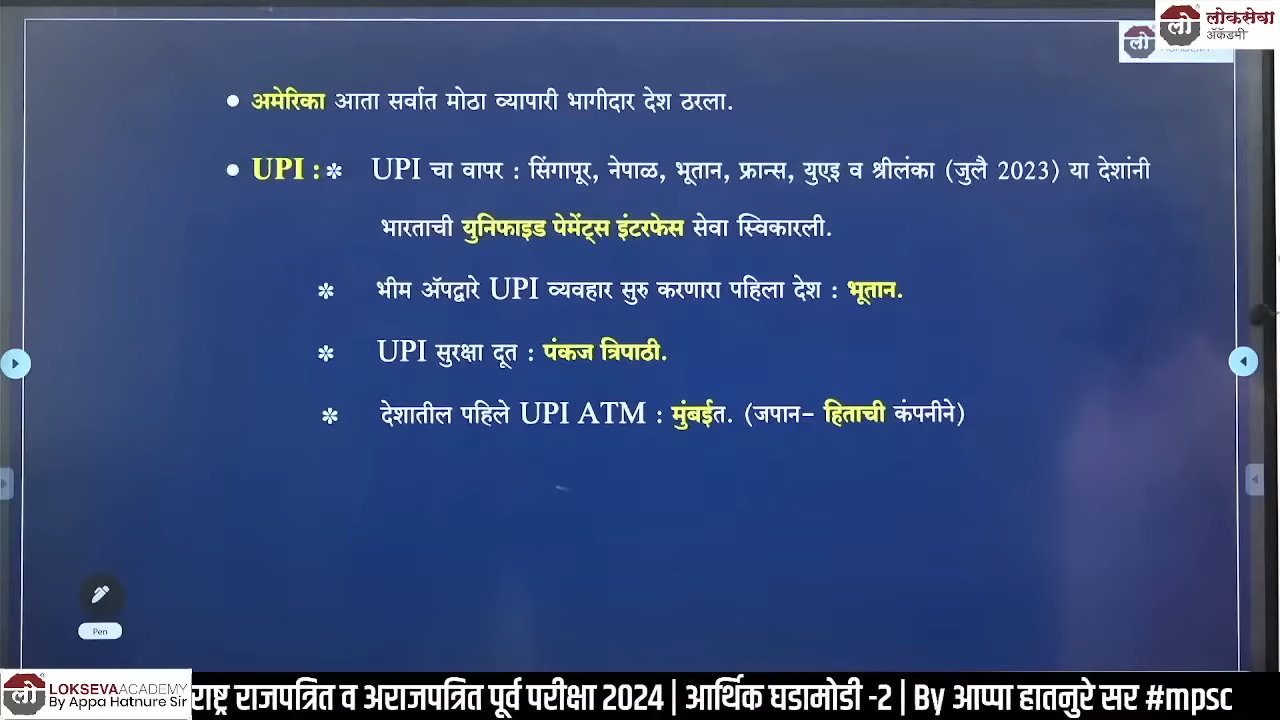 लो लोकसेवा
अ‍ॅकॅडमी
लो
• अमेरिका आता सर्वात मोठा व्यापारी भागीदार देश ठरला.
• UPI : * UPI चा वापर : सिंगापूर, नेपाळ, भूतान, फ्रान्स, युएइ व श्रीलंका (जुलै 2023) या देशांनी
भारताची युनिफाइड पेमेंट्स इंटरफेस सेवा स्विकारली.
* भीम अ‍ॅपद्वारे UPI व्यवहार सुरु करणारा पहिला देश : भूतान.
* UPI सुरक्षा दूत : पंकज त्रिपाठी.
* देशातील पहिले UPI ATM : मुंबईत. (जपान- हिताची कंपनीने)
Pen
लो LOKSEVA ACADEMY
By Appa Hatnure Sir
राष्ट्र राजपत्रित व अराजपत्रित पूर्व परीक्षा 2024 | आर्थिक घडामोडी -2 | By आप्पा हातनुरे सर #mpsc